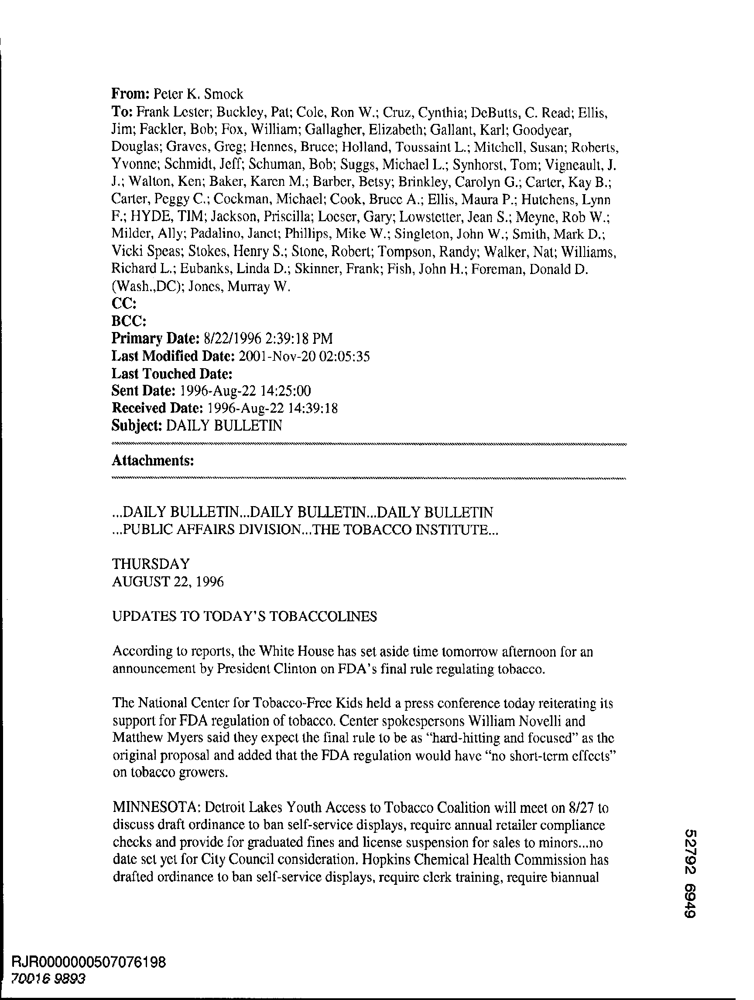 From: Peter K. Smock
To: Frank Lester; Buckley, Pat; Cole, Ron W.; Cruz, Cynthia; DeButts, C. Read; Ellis,
Jim; Fackler, Bob; Fox, William; Gallagher, Elizabeth; Gallant, Karl; Goodyear,
Douglas; Graves, Greg; Hennes, Bruce; Holland, Toussaint L.; Mitchell, Susan; Roberts,
Yvonne; Schmidt, Jeff; Schuman, Bob; Suggs, Michael L.; Synhorst, Tom; Vigneault, J.
J.; Walton, Ken; Baker, Karen M.; Barber, Betsy; Brinkley, Carolyn G.; Carter, Kay B.;
Carter, Peggy C.; Cockman, Michael; Cook, Bruce A.; Ellis, Maura P.; Hutchens, Lynn
F.; HYDE, TIM; Jackson, Priscilla; Loeser, Gary; Lowstetter, Jean S.; Meyne, Rob W.;
Milder, Ally; Padalino, Janet; Phillips, Mike W.; Singleton, John W.; Smith, Mark D.;
Vicki Speas; Stokes, Henry S.; Stone, Robert; Tompson, Randy; Walker, Nat; Williams,
Richard L.; Eubanks, Linda D.; Skinner, Frank; Fish, John H.; Foreman, Donald D.
(Wash.,DC); Jones, Murray W.
CC:
BCC:
Primary Date: 8/22/1996 2:39:18 PM
Last Modified Date: 2001-Nov-20 02:05:35
Last Touched Date:
Sent Date: 1996-Aug-22 14:25:00
Received Date: 1996-Aug-22 14:39:18
Subject: DAILY BULLETIN
Attachments:
...DAILY BULLETIN...DAILY BULLETIN...DAILY BULLETIN
...PUBLIC AFFAIRS DIVISION...THE TOBACCO INSTITUTE...
THURSDAY
AUGUST 22, 1996
UPDATES TO TODAY'S TOBACCOLINES
According to reports, the White House has set aside time tomorrow afternoon for an
announcement by President Clinton on FDA's final rule regulating tobacco.
The National Center for Tobacco-Free Kids held a press conference today reiterating its
support for FDA regulation of tobacco. Center spokespersons William Novelli and
Matthew Myers said they expect the final rule to be as "hard-hitting and focused" as the
original proposal and added that the FDA regulation would have "no short-term effects"
on tobacco growers.
MINNESOTA: Detroit Lakes Youth Access to Tobacco Coalition will meet on 8/27 to
discuss draft ordinance to ban self-service displays, require annual retailer compliance
checks and provide for graduated fines and license suspension for sales to minors...no
date set yet for City Council consideration. Hopkins Chemical Health Commission has
drafted ordinance to ban self-service displays, require clerk training, require biannual
52792 6949
RJR0000000507076198
70016 9893